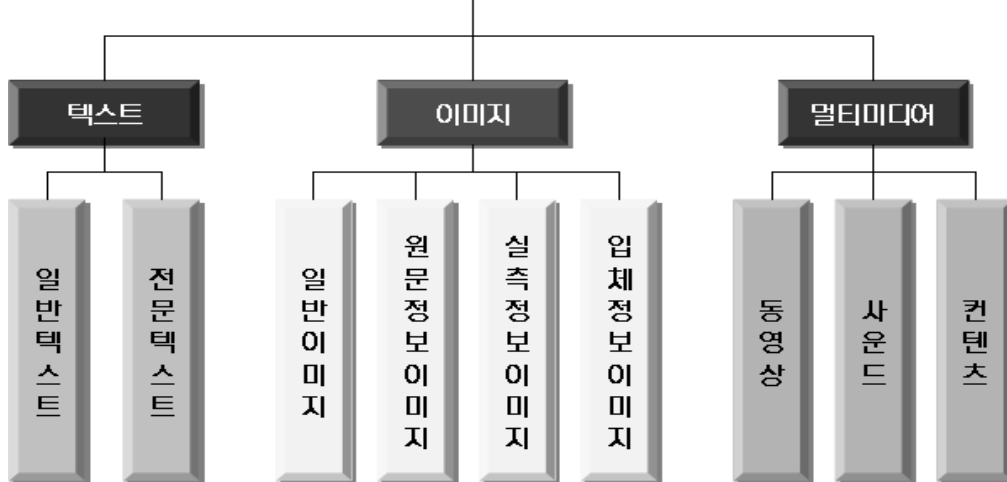 텍스트
이미지
멀티미디어
일반텍스트
전문텍스트
일반이미지
원문정보이미지
실측정보이미지
입체정보이미지
동영상
사운드
컨텐츠